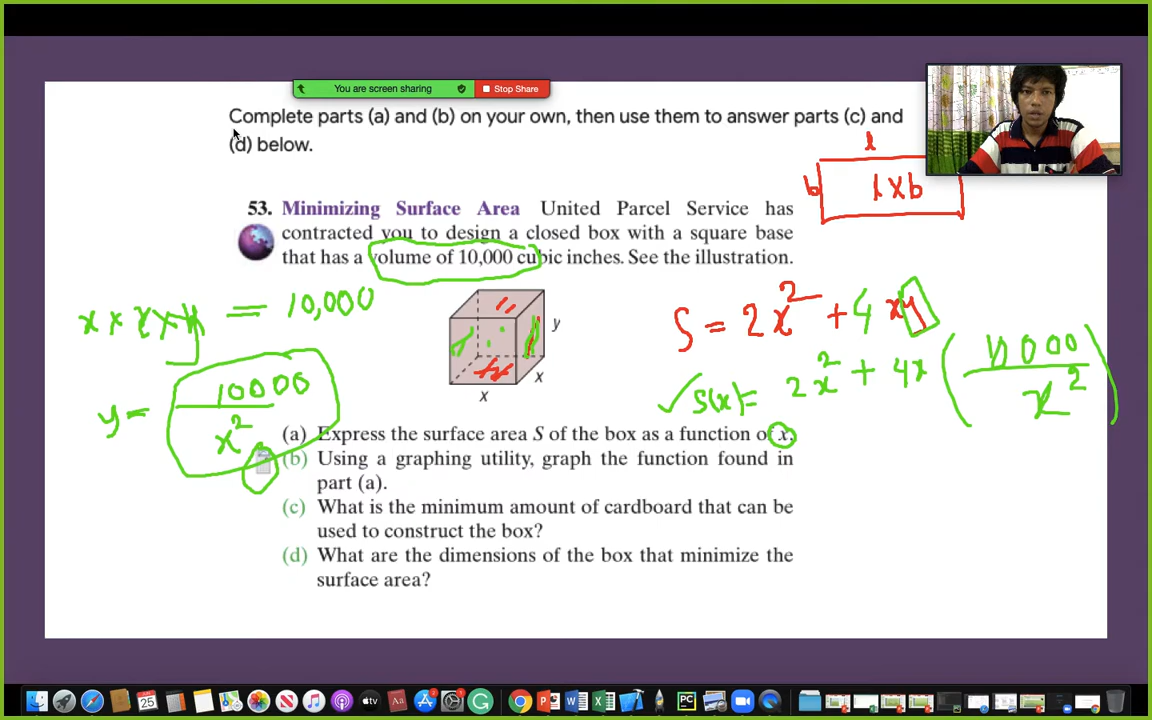 You are screen sharing
Stop Share
Complete parts (a) and (b) on your own, then use them to answer parts (c) and
(d) below.
l
b
l x b
53. Minimizing Surface Area United Parcel Service has
contracted you to design a closed box with a square base
that has a volume of 10,000 cubic inches. See the illustration.
x × x × y = 10,000
y
x
x
S = 2x² + 4xy
✓ S(x) = 2x² + 4x (10000/x²)
y = 10000/x²
(a) Express the surface area S of the box as a function of x.
(b) Using a graphing utility, graph the function found in
part (a).
(c) What is the minimum amount of cardboard that can be
used to construct the box?
(d) What are the dimensions of the box that minimize the
surface area?
25
tv
Aa
PC